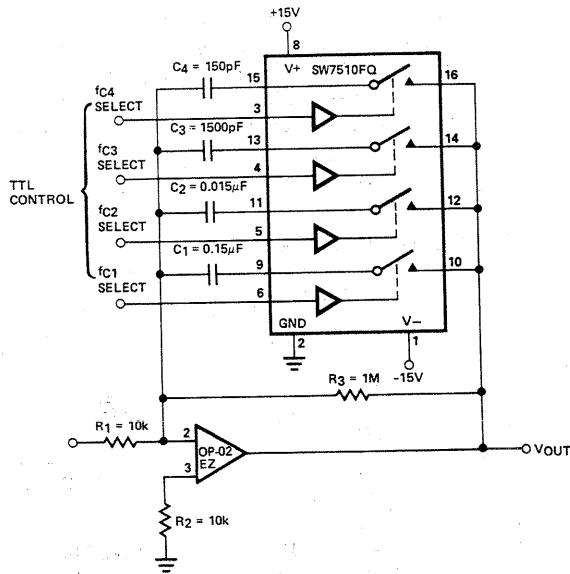 +15V
8
V+
SW7510FQ
C4 = 150pF
15
16
fC4
SELECT
3
C3 = 1500pF
13
14
fC3
SELECT
4
TTL
CONTROL
C2 = 0.015µF
11
12
fC2
SELECT
5
C1 = 0.15µF
9
10
fC1
SELECT
6
GND
2
V−
1
-15V
R3 = 1M
R1 = 10k
2
OP-02
EZ
3
VOUT
R2 = 10k